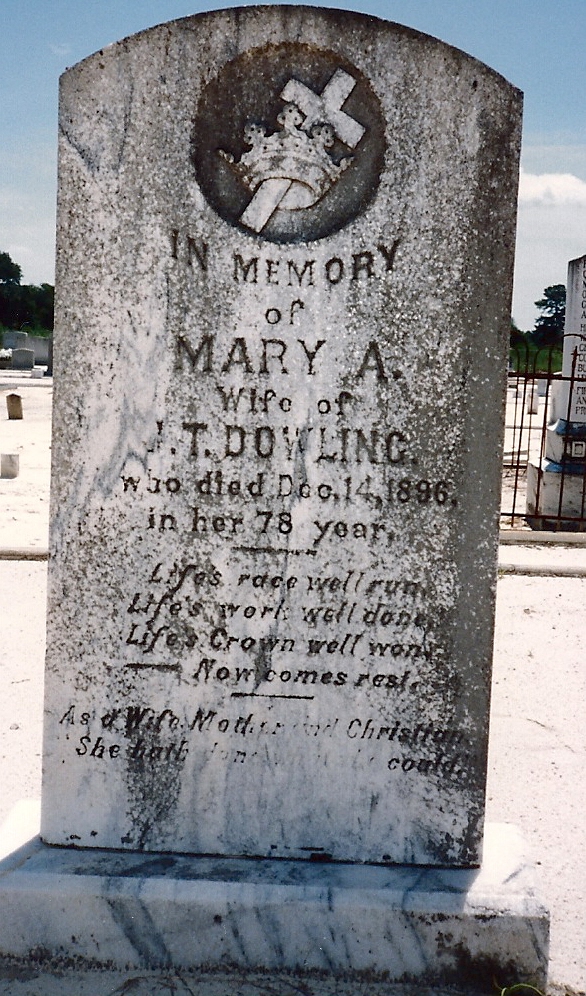 IN MEMORY
of
MARY A.
Wife of
J.T. DOWLING.
who died Dec. 14, 1896.
in her 78 year.
Life's race well run,
Life's work well done,
Life's Crown well won,
Now comes rest.
As a Wife, Mother and Christian
She hath could.